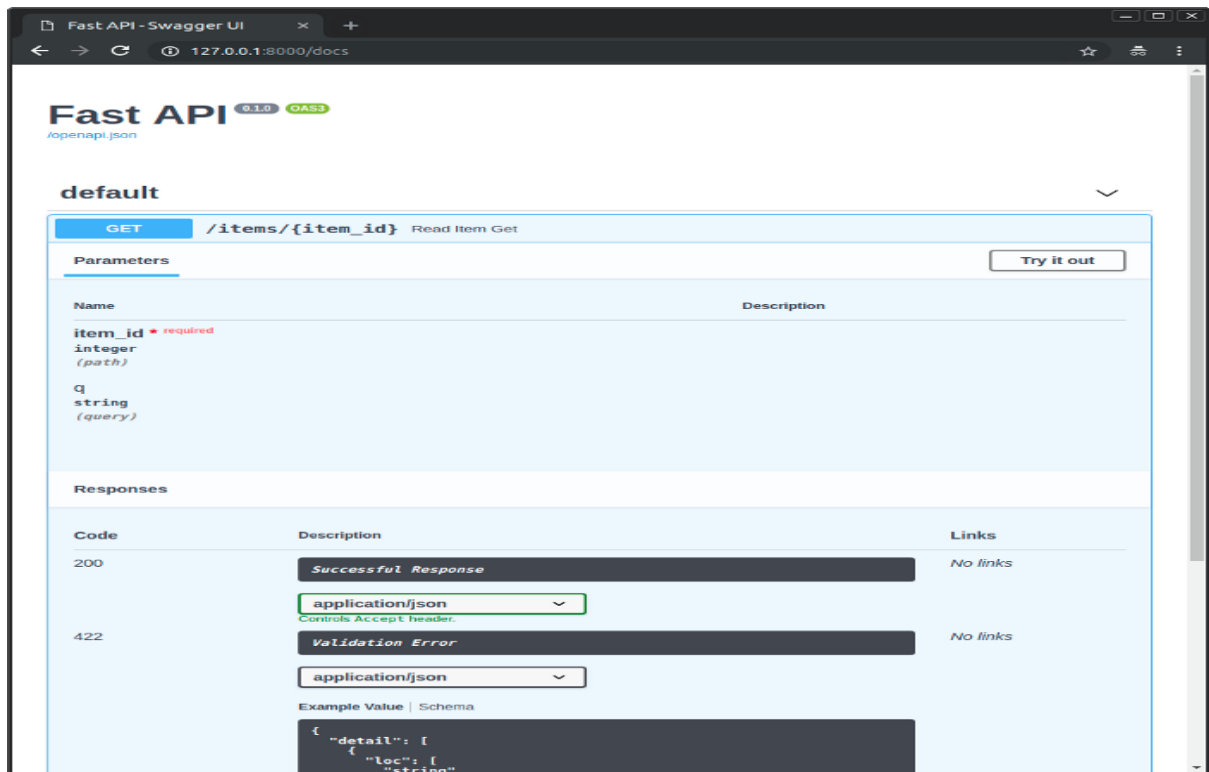 Fast API - Swagger UI
127.0.0.1:8000/docs
Fast API 0.1.0 OAS3
/openapi.json
default
GET /items/{item_id} Read Item Get
Parameters Try it out
Name Description
item_id * required
integer
(path)
q
string
(query)
Responses
Code Description Links
200 Successful Response No links
application/json
Controls Accept header.
422 Validation Error No links
application/json
Example Value | Schema
{
"detail": [
{
"loc": [
"string"